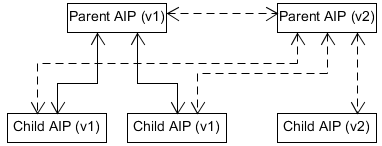 Parent AIP (v1)
Parent AIP (v2)
Child AIP (v1)
Child AIP (v1)
Child AIP (v2)